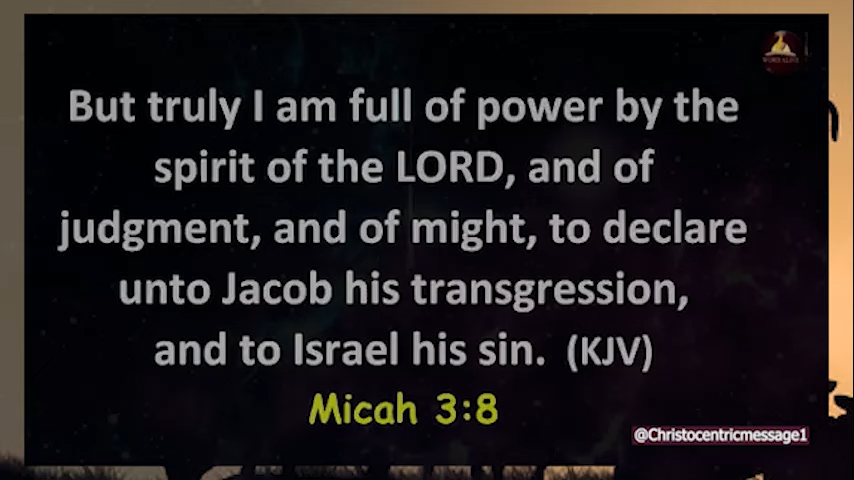 But truly I am full of power by the
spirit of the LORD, and of
judgment, and of might, to declare
unto Jacob his transgression,
and to Israel his sin. (KJV)
Micah 3:8
@Christocentricmessage1